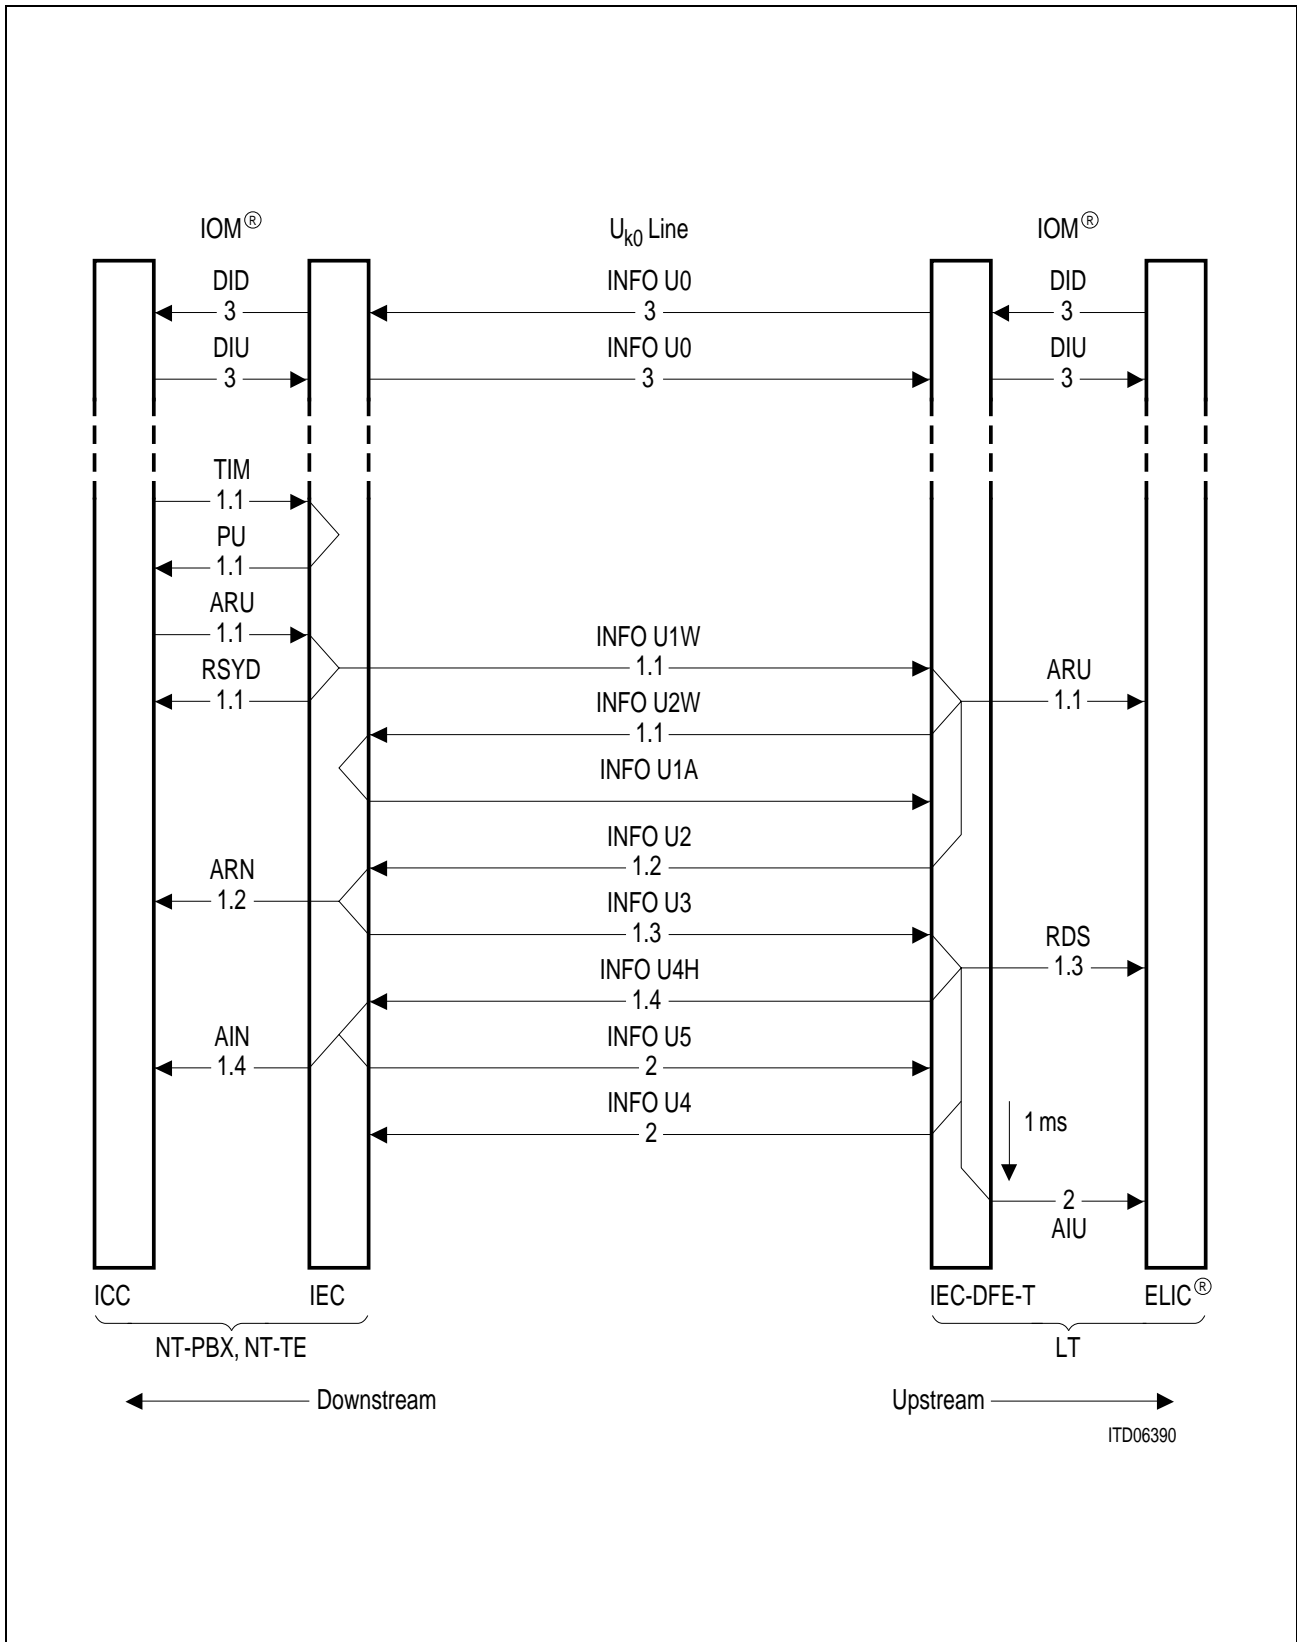 IOM® U<sub>k0</sub> Line IOM®
DID INFO U0 DID
3 3 3
DIU INFO U0 DIU
3 3 3
TIM
1.1
PU
1.1
ARU
1.1
INFO U1W
1.1
RSYD
1.1
ARU
1.1
INFO U2W
1.1
INFO U1A
INFO U2
1.2
ARN
1.2
INFO U3
1.3
RDS
1.3
INFO U4H
1.4
AIN
1.4
INFO U5
2
INFO U4
2
1 ms
2
AIU
ICC IEC IEC-DFE-T ELIC®
NT-PBX, NT-TE LT
Downstream Upstream
ITD06390